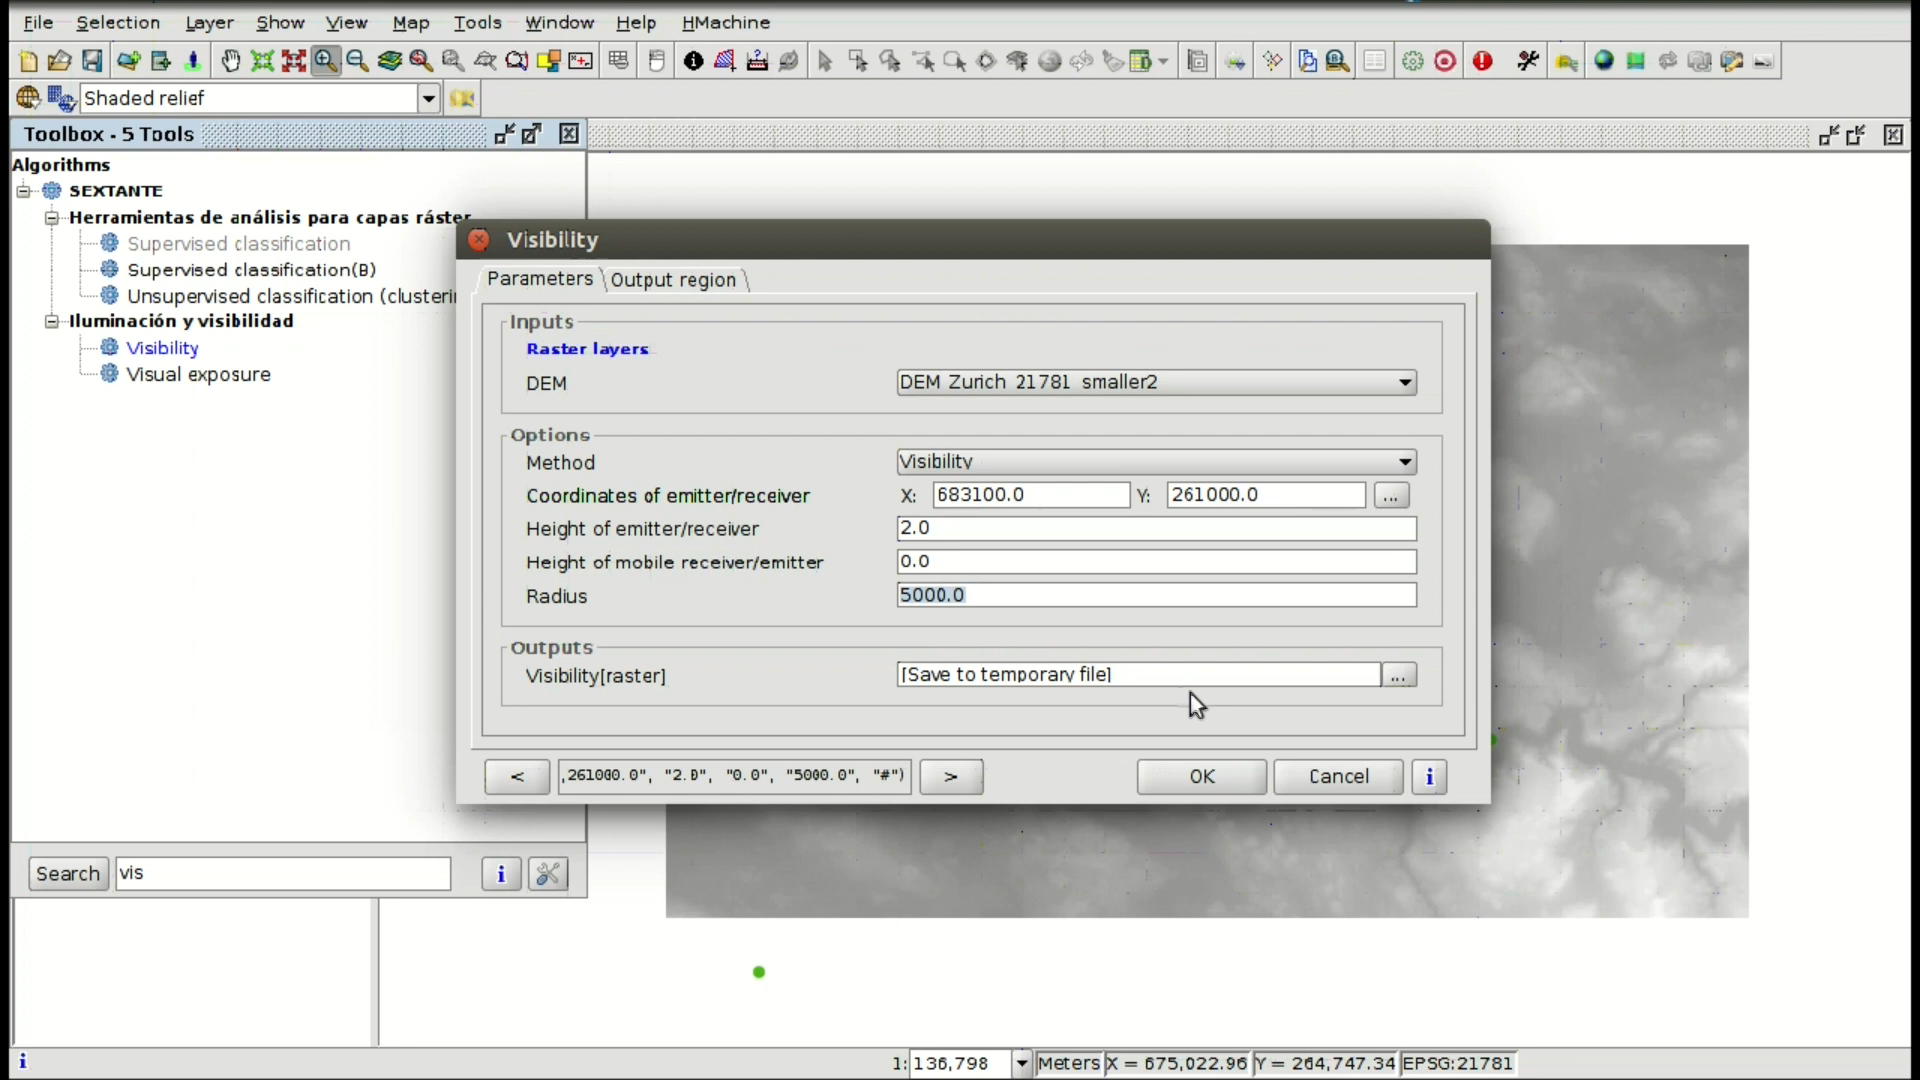 File Selection Layer Show View Map Tools Window Help HMachine
Shaded relief
Toolbox - 5 Tools
Algorithms
SEXTANTE
Herramientas de análisis para capas ráster
Supervised classification
Supervised classification(B)
Unsupervised classification (clusteri
Iluminación y visibilidad
Visibility
Visual exposure
Search vis
Visibility
Parameters Output region
Inputs
Raster layers
DEM DEM Zurich 21781 smaller2
Options
Method Visibility
Coordinates of emitter/receiver X: 683100.0 Y: 261000.0 ...
Height of emitter/receiver 2.0
Height of mobile receiver/emitter 0.0
Radius 5000.0
Outputs
Visibility[raster] [Save to temporary file] ...
< ,261000.0", "2.0", "0.0", "5000.0", "#") > OK Cancel i
1: 136,798 Meters X = 675,022.96 Y = 264,747.34 EPSG:21781